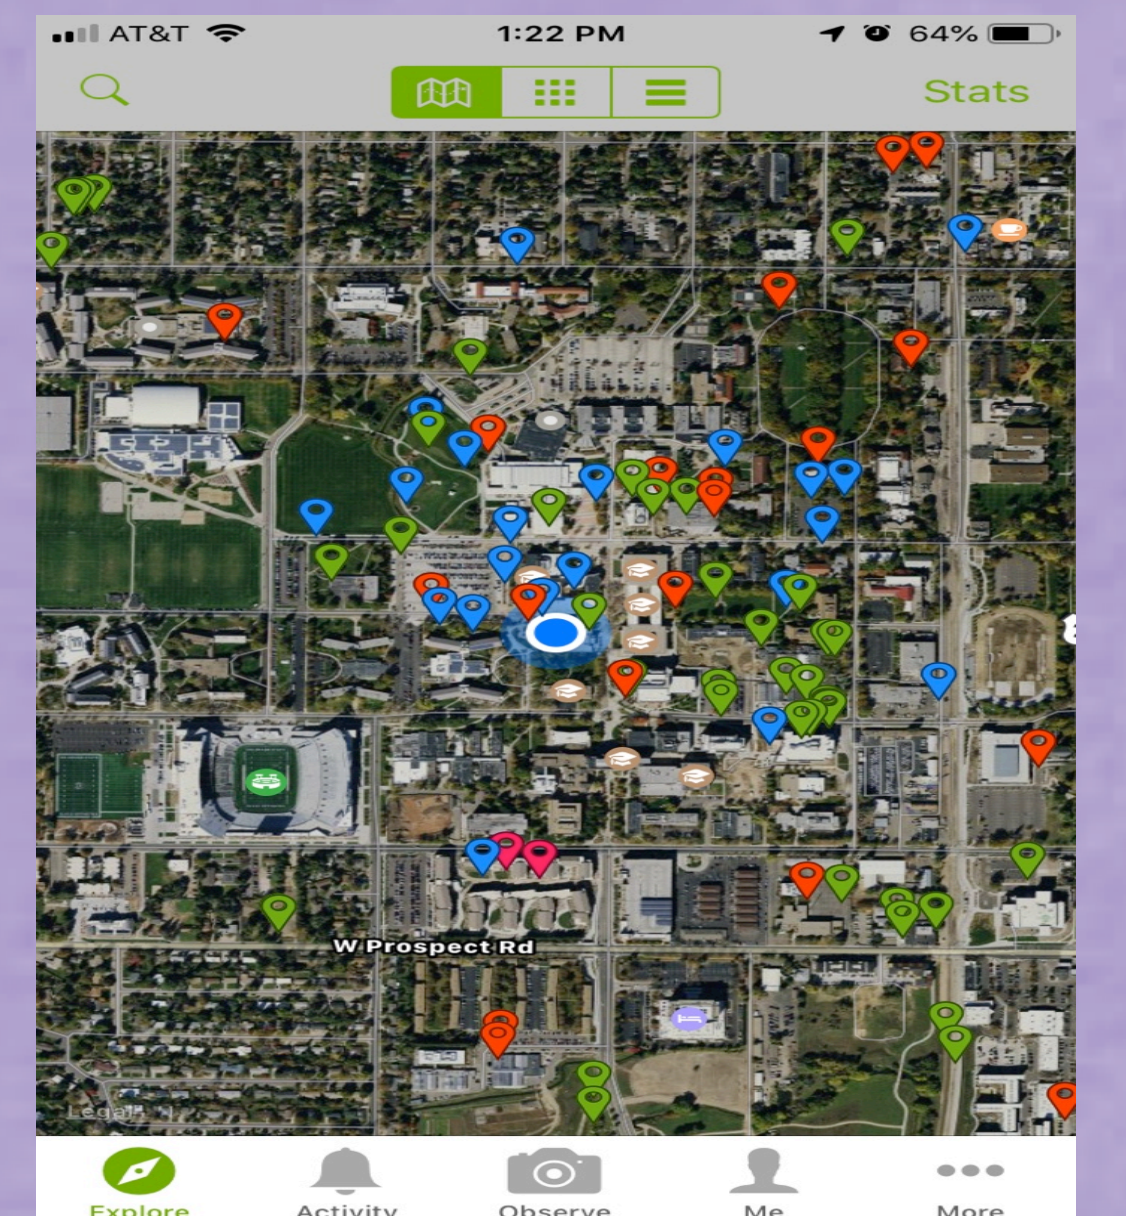 AT&T 1:22 PM 64%
Stats
W Prospect Rd
Legal
Explore Activity Observe Me More